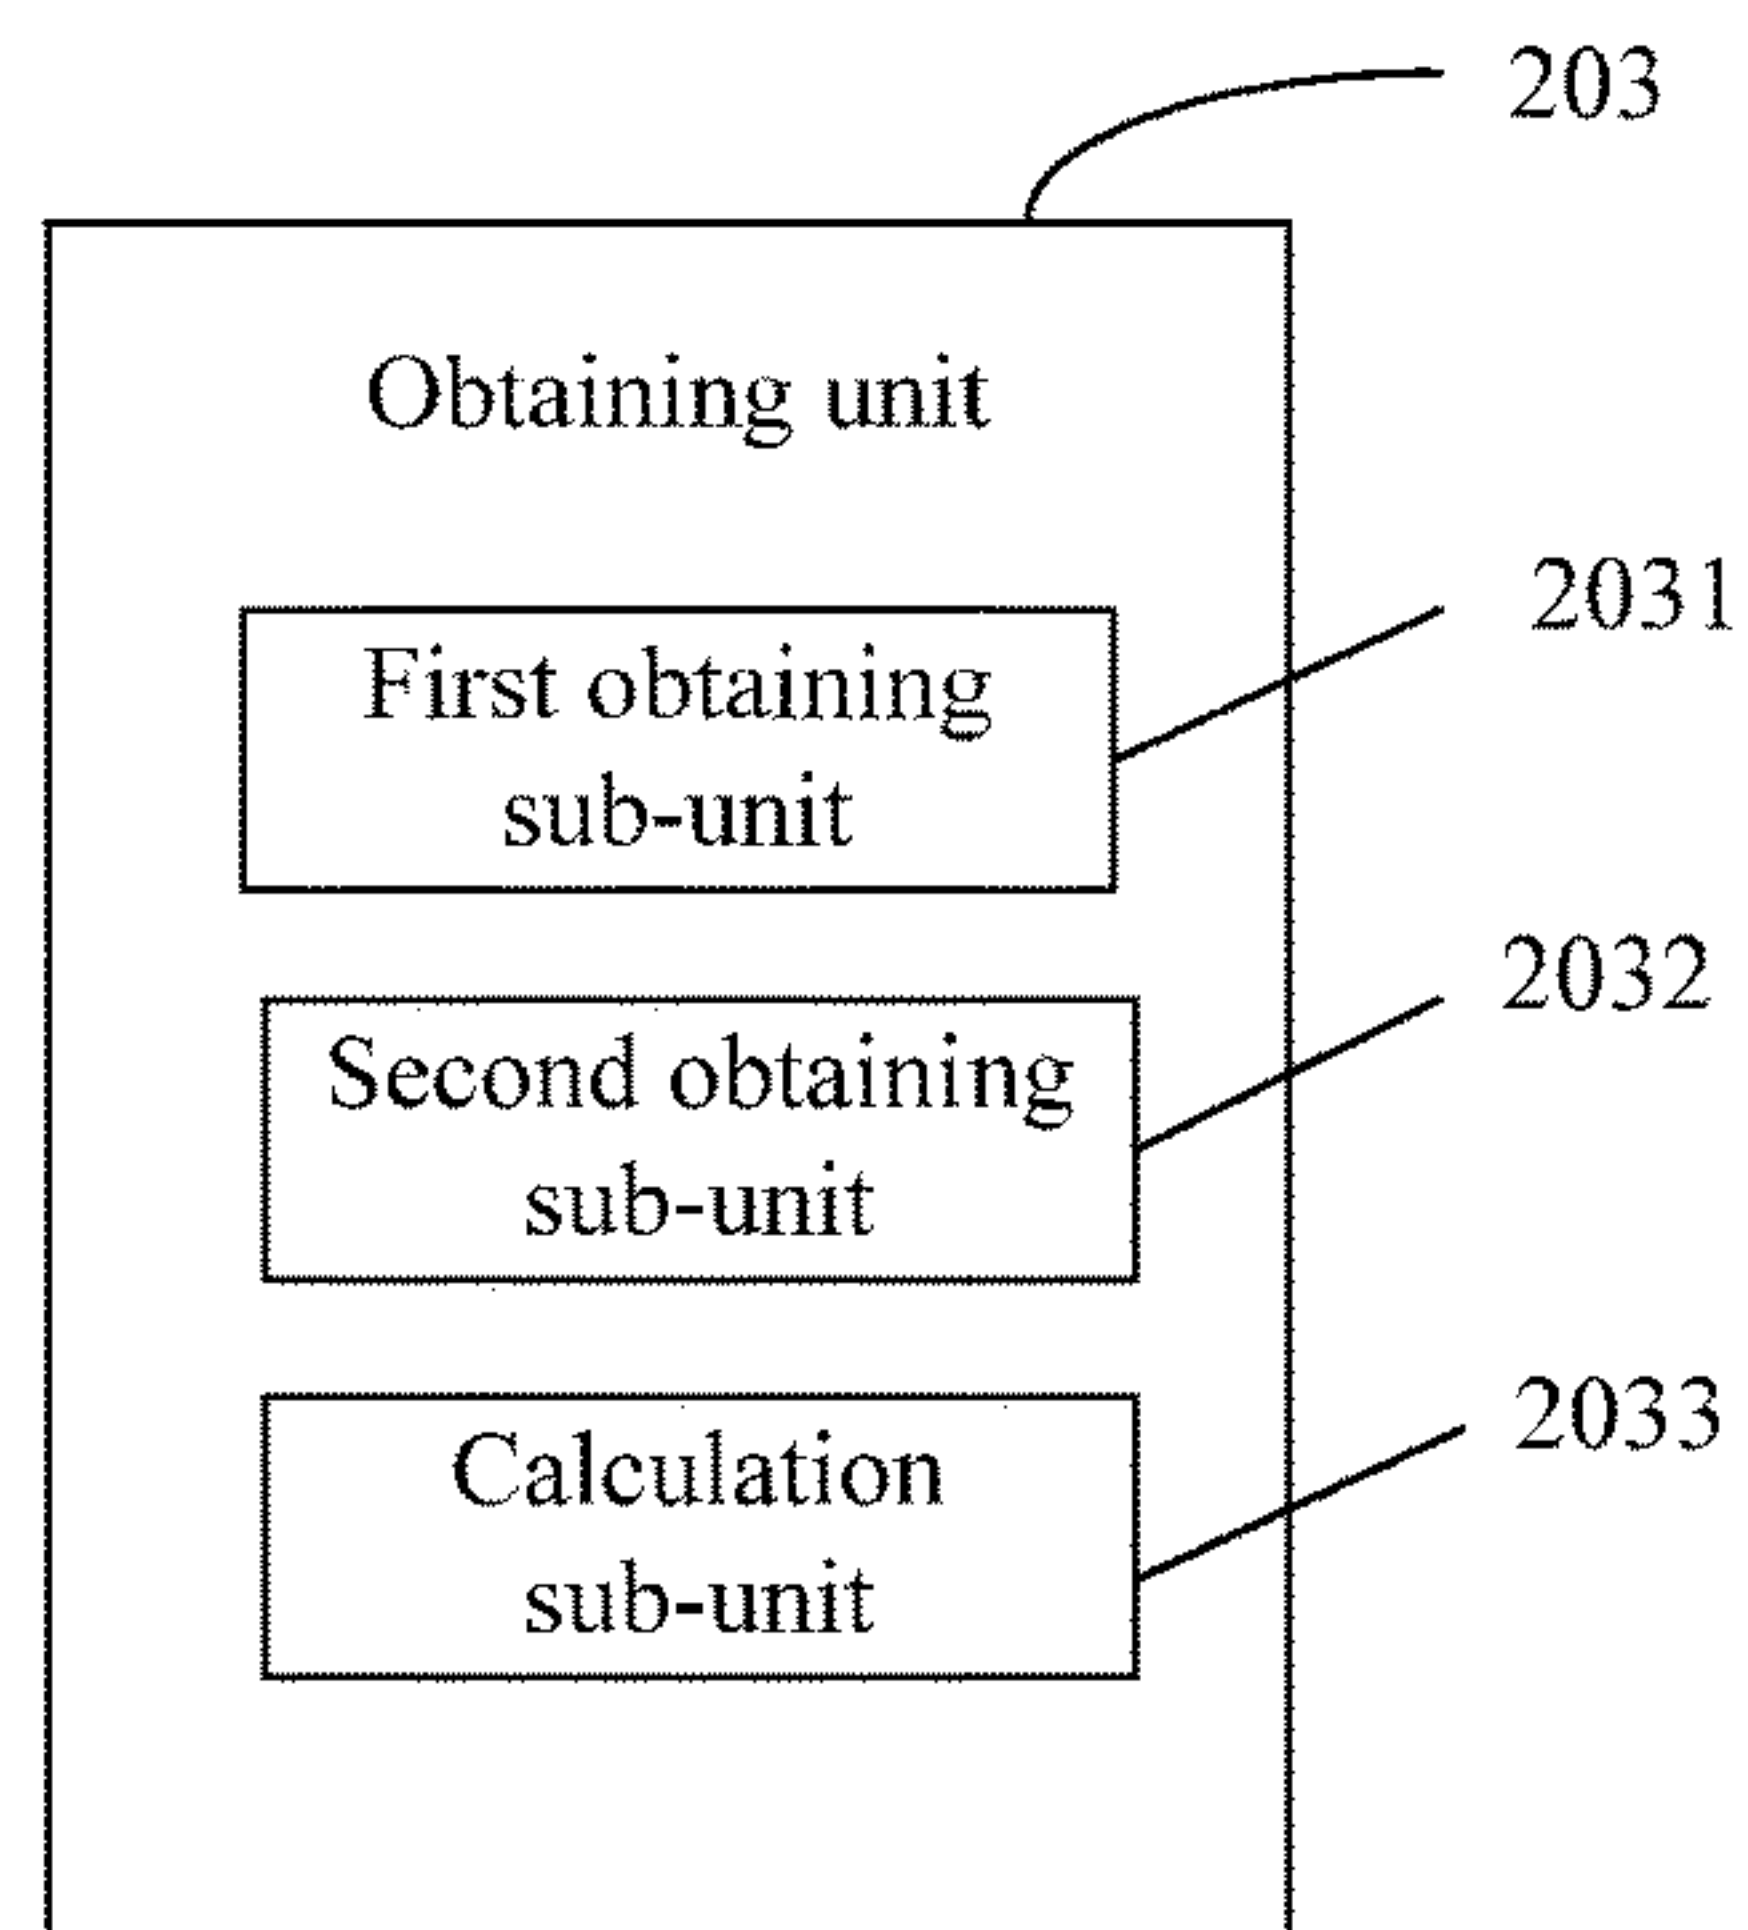 203
Obtaining unit
2031
First obtaining
sub-unit
2032
Second obtaining
sub-unit
2033
Calculation
sub-unit